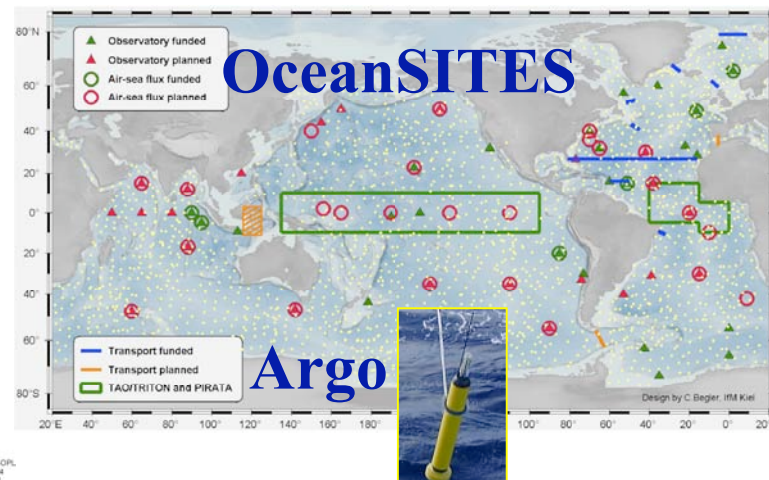 80°N
60°
40°
20°
0°
20°
40°
60°
80°S
Observatory funded
Observatory planned
Air-sea flux funded
Air-sea flux planned
OceanSITES
Transport funded
Transport planned
TAO/TRITON and PIRATA
Argo
Design by C. Begler, IfM Kiel
20°E 40° 60° 80° 100° 120° 140° 160° 180° 100° 80° 60° 40° 20° 0° 20°
OPL